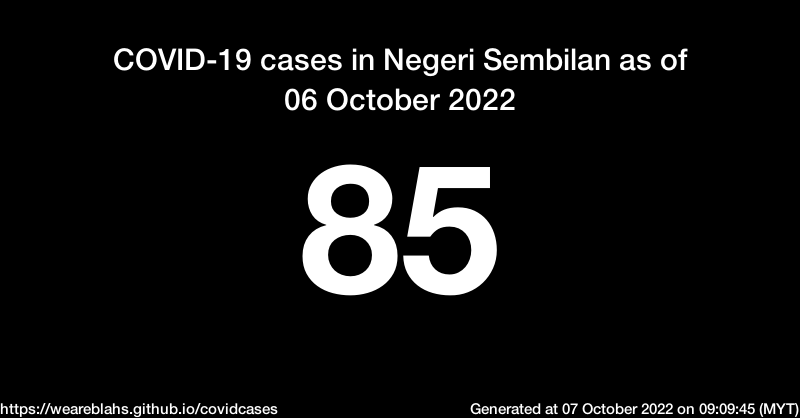 COVID-19 cases in Negeri Sembilan as of
06 October 2022
85
https://weareblahs.github.io/covidcases
Generated at 07 October 2022 on 09:09:45 (MYT)